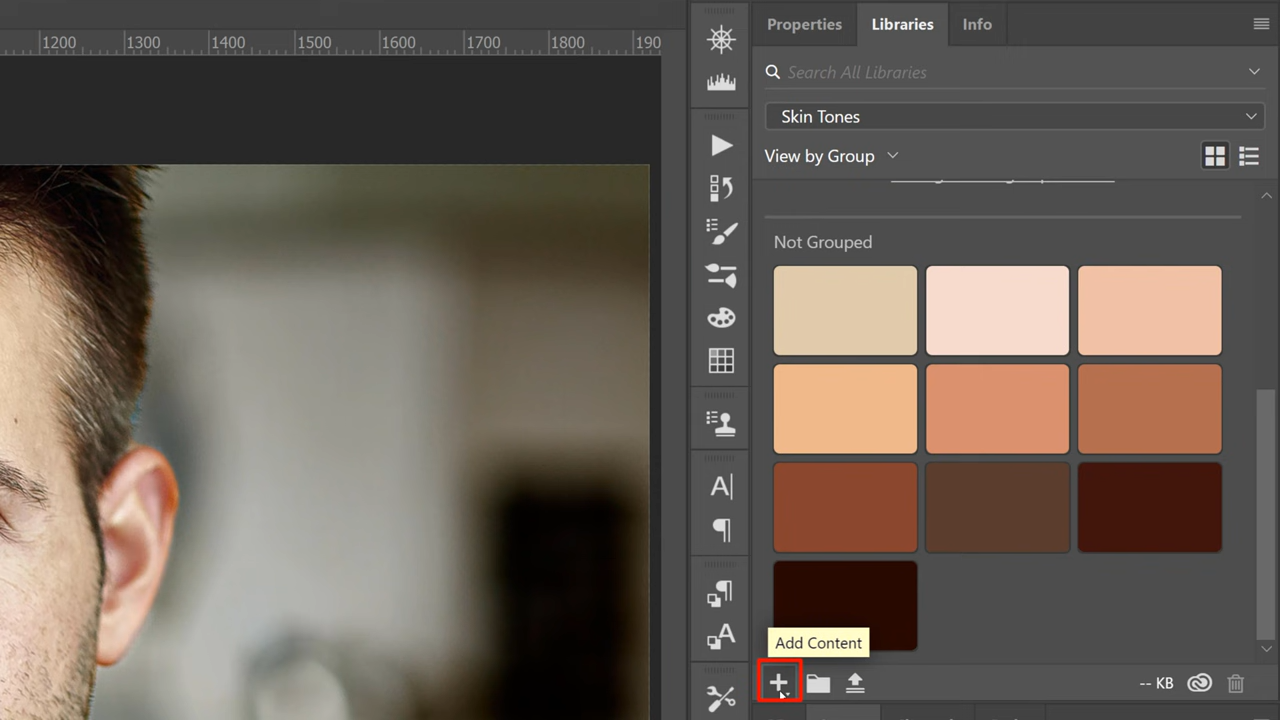 1200 1300 1400 1500 1600 1700 1800 190
Properties Libraries Info
Search All Libraries
Skin Tones
View by Group
Not Grouped
Add Content
-- KB